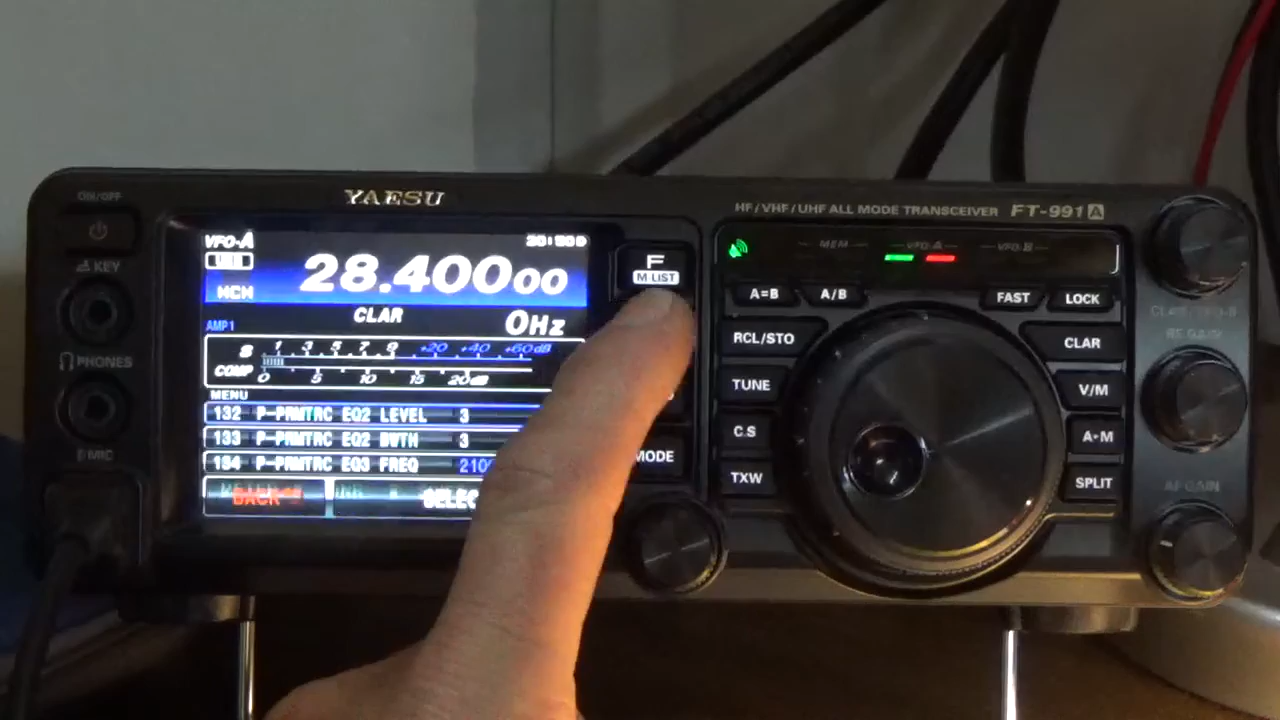 ON/OFF
YAESU
HF/VHF/UHF ALL MODE TRANSCEIVER FT-991A
VFO-A
28.400.00
MCH
CLAR 0Hz
AMP1
S 1 3 5 7 9 +20 +40 +60dB
COMP 0 5 10 15 20dB
MENU
132 P-PRMTRC EQ2 LEVEL 3
133 P-PRMTRC EQ2 BWTH 3
134 P-PRMTRC EQ3 FREQ
BACK
KEY
PHONES
MIC
F
M LIST
MEM VFO-A VFO-B
A=B A/B FAST LOCK
RCL/STO CLAR
TUNE V/M
C.S A▸M
TXW SPLIT
RF GAIN
AF GAIN